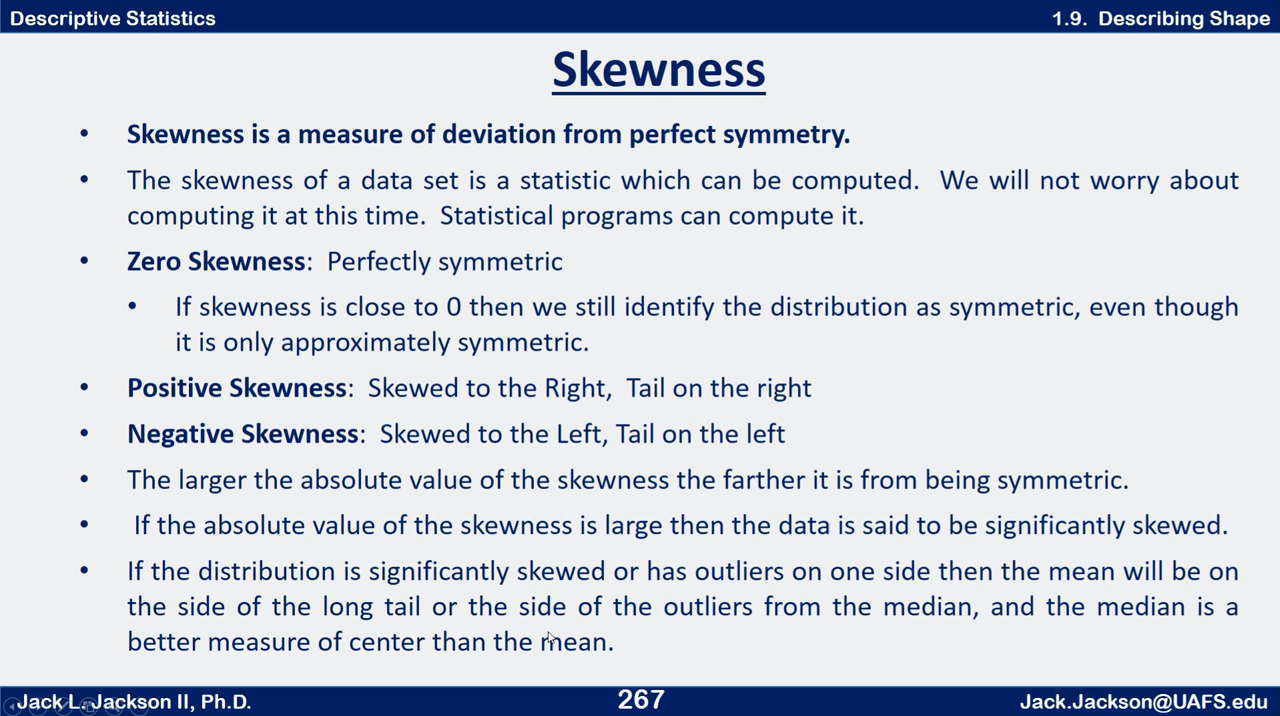 Descriptive Statistics
1.9. Describing Shape
Skewness
• Skewness is a measure of deviation from perfect symmetry.
• The skewness of a data set is a statistic which can be computed. We will not worry about
computing it at this time. Statistical programs can compute it.
• Zero Skewness: Perfectly symmetric
• If skewness is close to 0 then we still identify the distribution as symmetric, even though
it is only approximately symmetric.
• Positive Skewness: Skewed to the Right, Tail on the right
• Negative Skewness: Skewed to the Left, Tail on the left
• The larger the absolute value of the skewness the farther it is from being symmetric.
• If the absolute value of the skewness is large then the data is said to be significantly skewed.
• If the distribution is significantly skewed or has outliers on one side then the mean will be on
the side of the long tail or the side of the outliers from the median, and the median is a
better measure of center than the mean.
Jack L. Jackson II, Ph.D.
267
Jack.Jackson@UAFS.edu